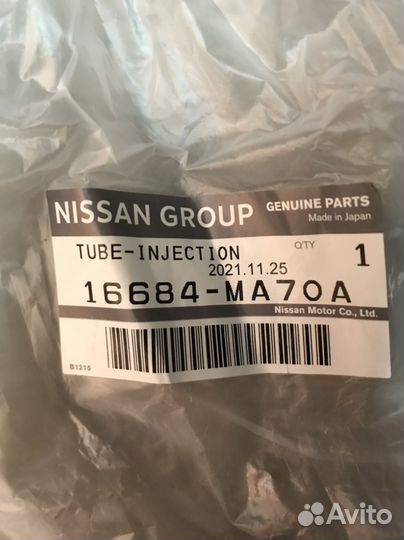 NISSAN GROUP
GENUINE PARTS
Made in Japan
TUBE-INJECTION
Q'TY
1
2021.11.25
16684-MA70A
Nissan Motor Co., Ltd.
B1215
Avito